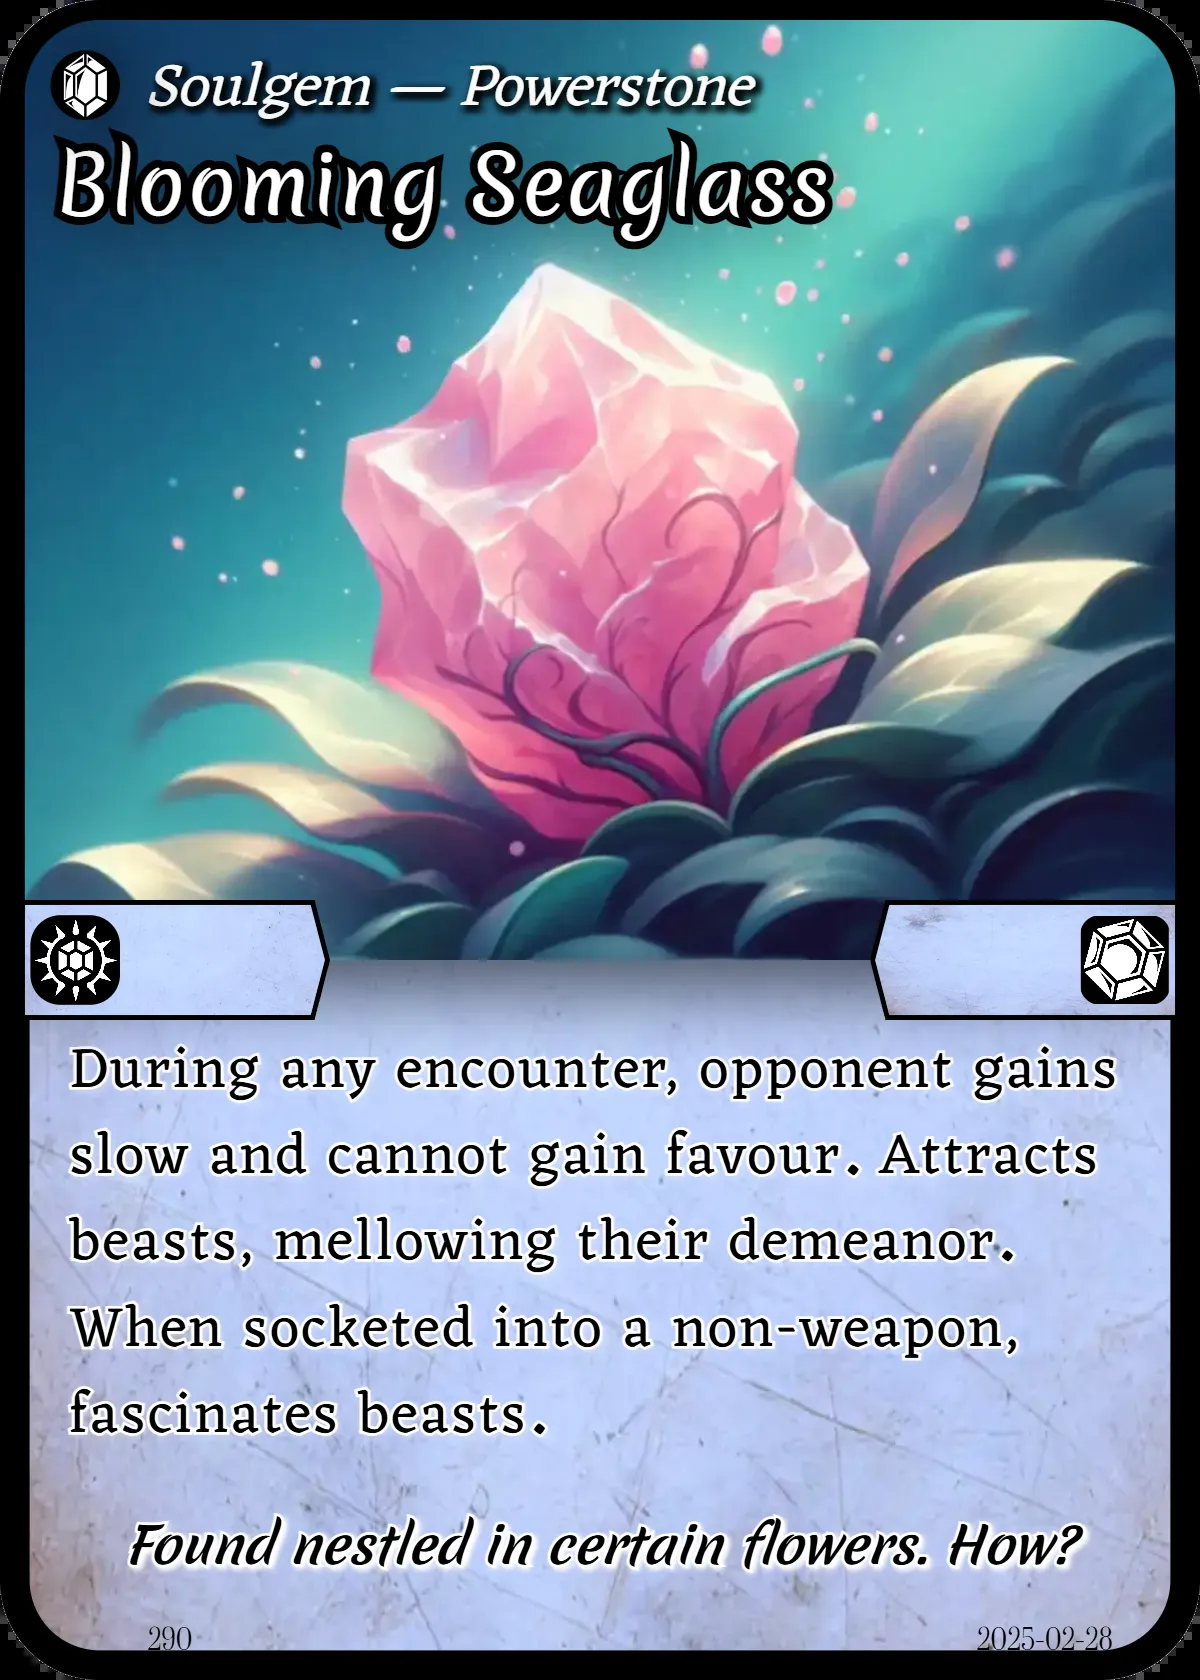 Soulgem — Powerstone
Blooming Seaglass
During any encounter, opponent gains
slow and cannot gain favour. Attracts
beasts, mellowing their demeanor.
When socketed into a non-weapon,
fascinates beasts.
Found nestled in certain flowers. How?
290
2025-02-28